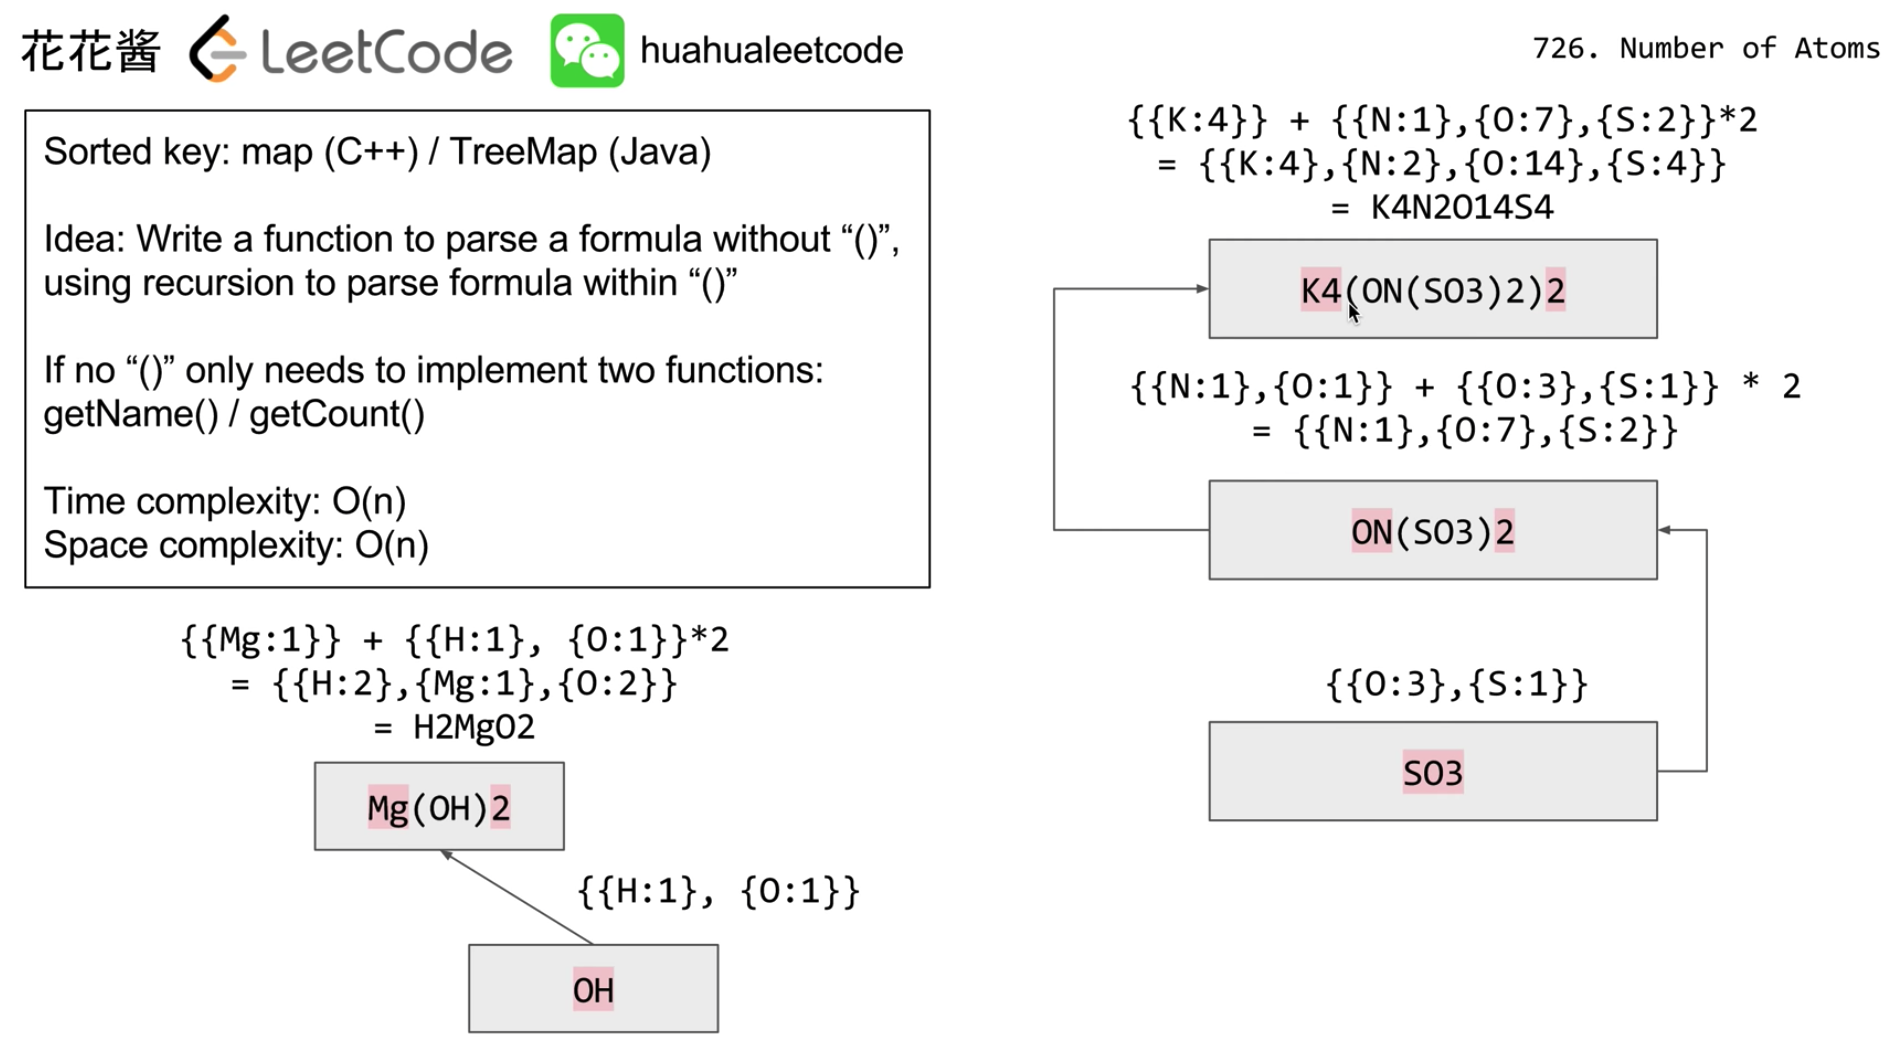 花花酱 LeetCode huahualeetcode
726. Number of Atoms
Sorted key: map (C++) / TreeMap (Java)
Idea: Write a function to parse a formula without “()”,
using recursion to parse formula within “()”
If no “()” only needs to implement two functions:
getName() / getCount()
Time complexity: O(n)
Space complexity: O(n)
{{Mg:1}} + {{H:1}, {O:1}}*2
= {{H:2},{Mg:1},{O:2}}
= H2MgO2
Mg(OH)2
{{H:1}, {O:1}}
OH
{{K:4}} + {{N:1},{O:7},{S:2}}*2
= {{K:4},{N:2},{O:14},{S:4}}
= K4N2O14S4
K4(ON(SO3)2)2
{{N:1},{O:1}} + {{O:3},{S:1}} * 2
= {{N:1},{O:7},{S:2}}
ON(SO3)2
{{O:3},{S:1}}
SO3